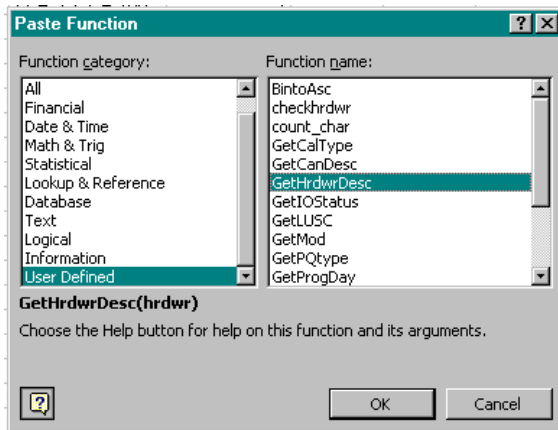 Paste Function
Function category:
All
Financial
Date & Time
Math & Trig
Statistical
Lookup & Reference
Database
Text
Logical
Information
User Defined
Function name:
BintoAsc
checkhrdwr
count_char
GetCalType
GetCanDesc
GetHrdwrDesc
GetIOStatus
GetLUSC
GetMod
GetPQtype
GetProgDay
GetHrdwrDesc(hrdwr)
Choose the Help button for help on this function and its arguments.
OK
Cancel